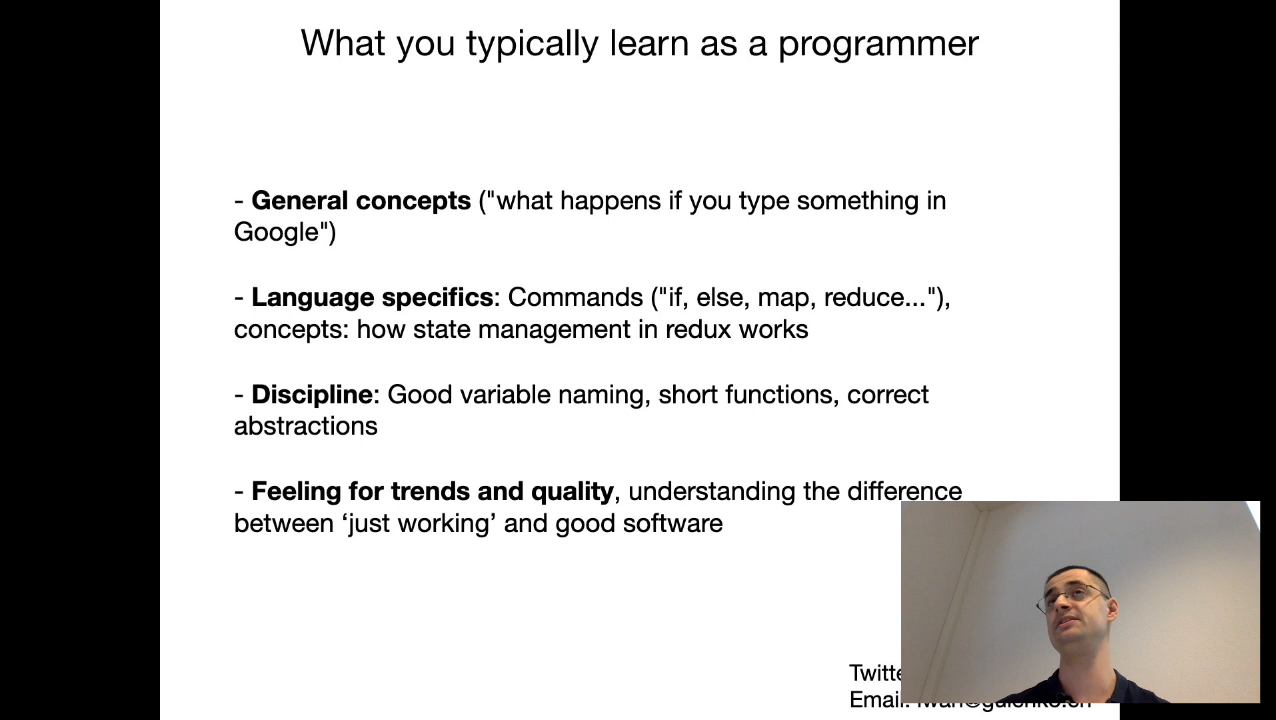 What you typically learn as a programmer
- General concepts ("what happens if you type something in
Google")
- Language specifics: Commands ("if, else, map, reduce..."),
concepts: how state management in redux works
- Discipline: Good variable naming, short functions, correct
abstractions
- Feeling for trends and quality, understanding the difference
between ‘just working’ and good software
Email: